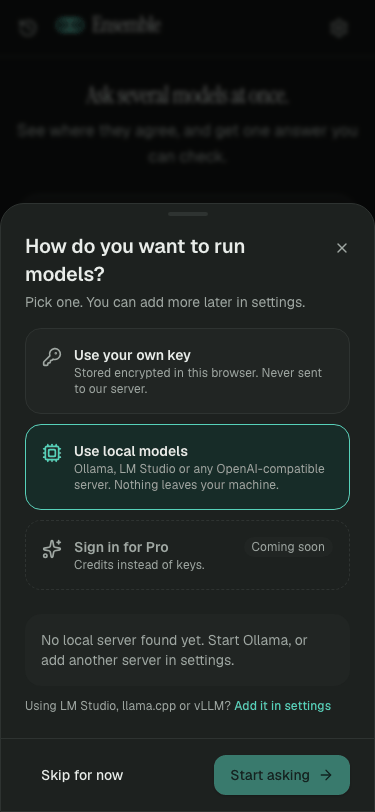 Ensemble
Ask several models at once.
See where they agree, and get one answer you
can check.
How do you want to run
models?
Pick one. You can add more later in settings.
Use your own key
Stored encrypted in this browser. Never sent
to our server.
Use local models
Ollama, LM Studio or any OpenAI-compatible
server. Nothing leaves your machine.
Sign in for Pro
Coming soon
Credits instead of keys.
No local server found yet. Start Ollama, or
add another server in settings.
Using LM Studio, llama.cpp or vLLM? Add it in settings
Skip for now
Start asking